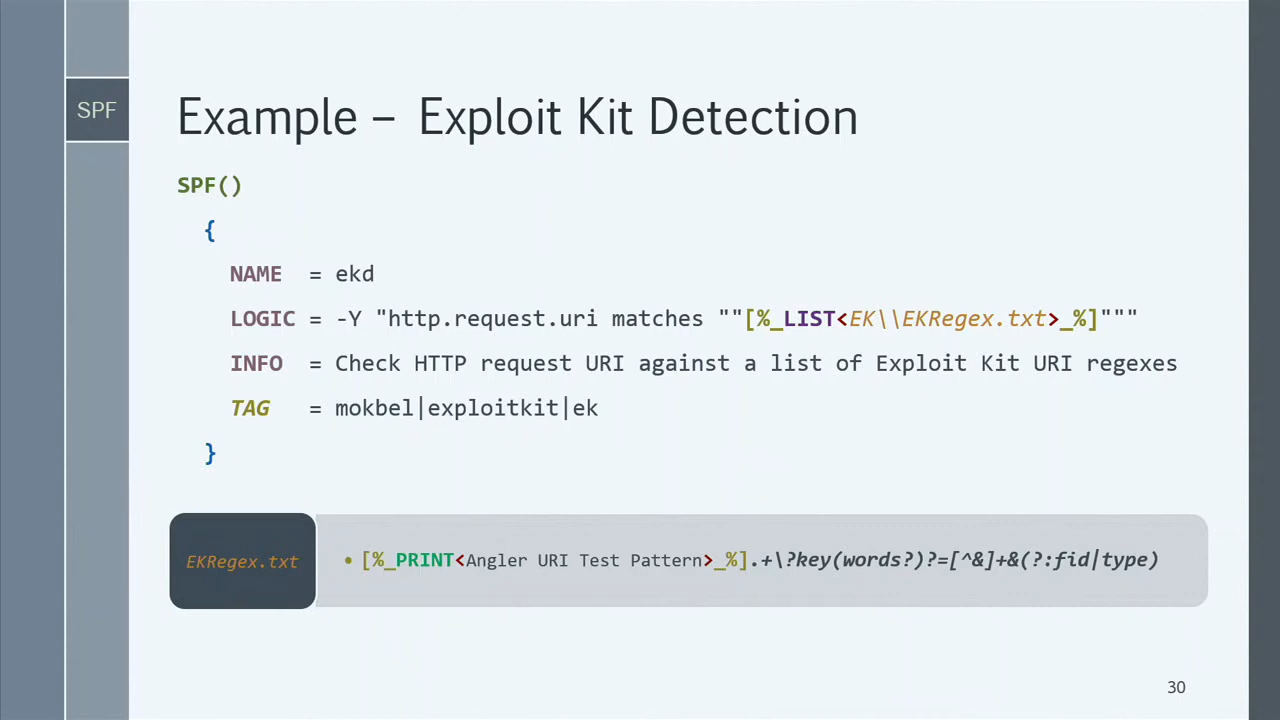 SPF
Example – Exploit Kit Detection
SPF()
{
NAME = ekd
LOGIC = -Y "http.request.uri matches ""[%_LIST<EK\\EKRegex.txt>_%]"""
INFO = Check HTTP request URI against a list of Exploit Kit URI regexes
TAG = mokbel|exploitkit|ek
}
EKRegex.txt
• [%_PRINT<Angler URI Test Pattern>_%].+\?key(words?)?=[^&]+&(?:fid|type)
30